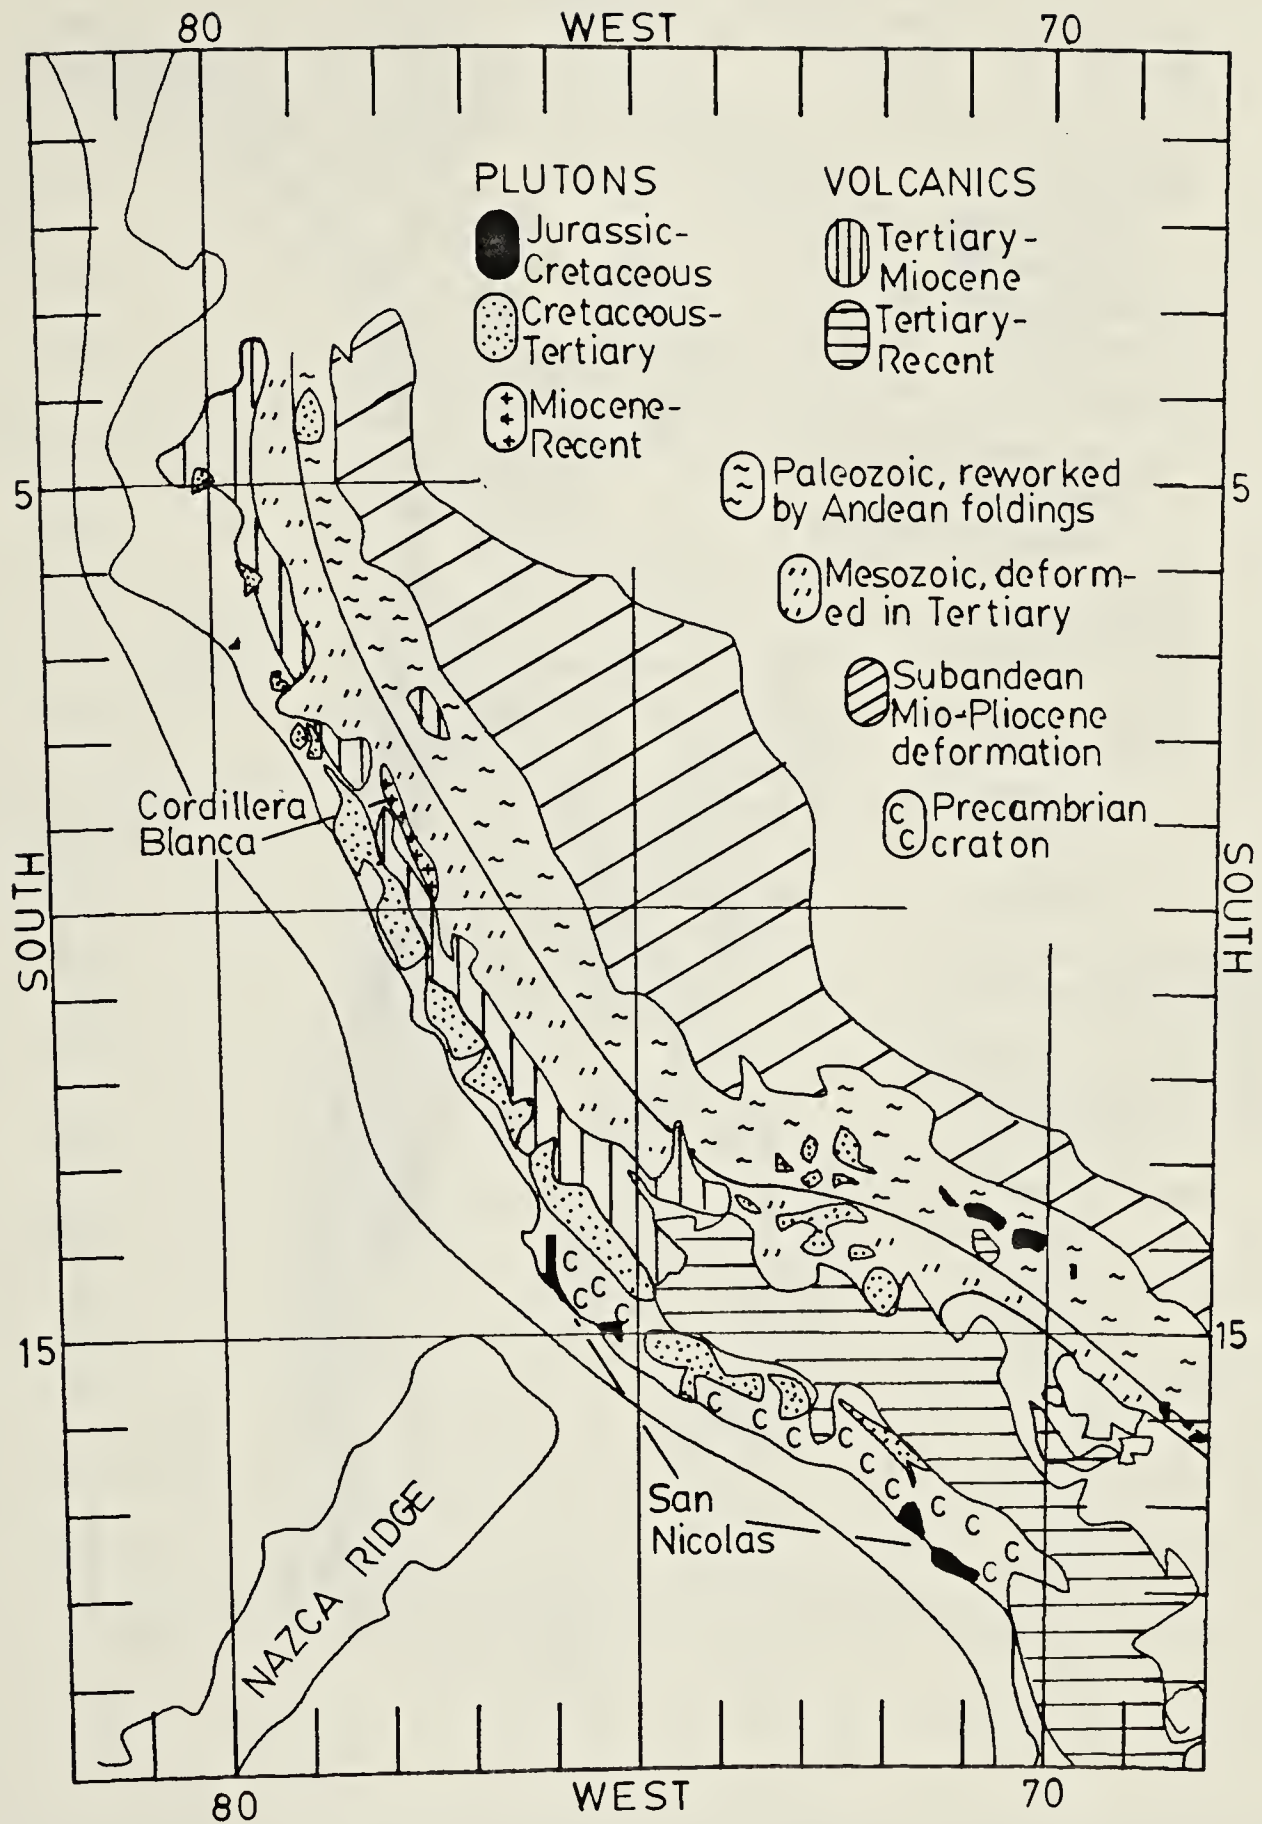 80 WEST 70
PLUTONS
Jurassic-
Cretaceous
Cretaceous-
Tertiary
Miocene-
Recent
VOLCANICS
Tertiary-
Miocene
Tertiary-
Recent
Paleozoic, reworked
by Andean foldings
Mesozoic, deform-
ed in Tertiary
Subandean
Mio-Pliocene
deformation
C
C
Precambrian
craton
5
5
Cordillera
Blanca
SOUTH
SOUTH
C
C
C
C
15
15
C
C
C
C
C
C
C
C
C
C
San
Nicolas
NAZCA RIDGE
80 WEST 70